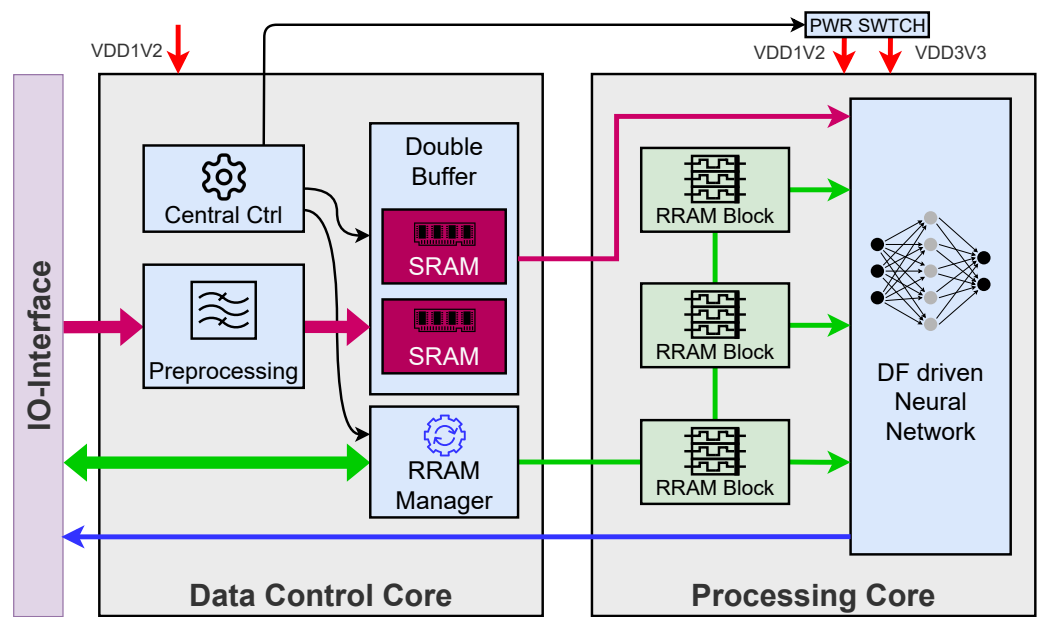 PWR SWTCH
VDD1V2
VDD1V2
VDD3V3
IO-Interface
Central Ctrl
Preprocessing
Double
Buffer
SRAM
SRAM
RRAM
Manager
Data Control Core
RRAM Block
RRAM Block
RRAM Block
DF driven
Neural
Network
Processing Core